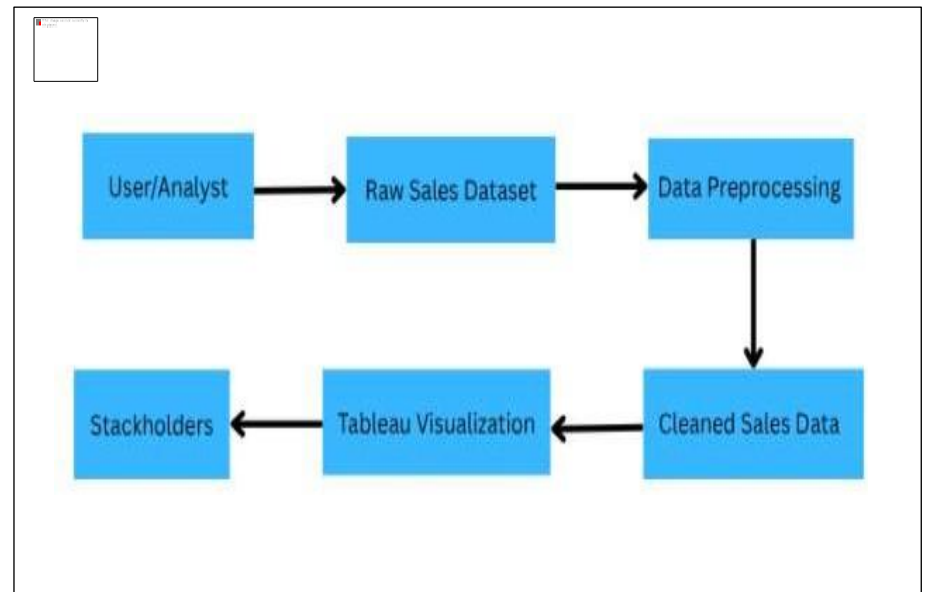 User/Analyst
Raw Sales Dataset
Data Preprocessing
Cleaned Sales Data
Tableau Visualization
Stackholders